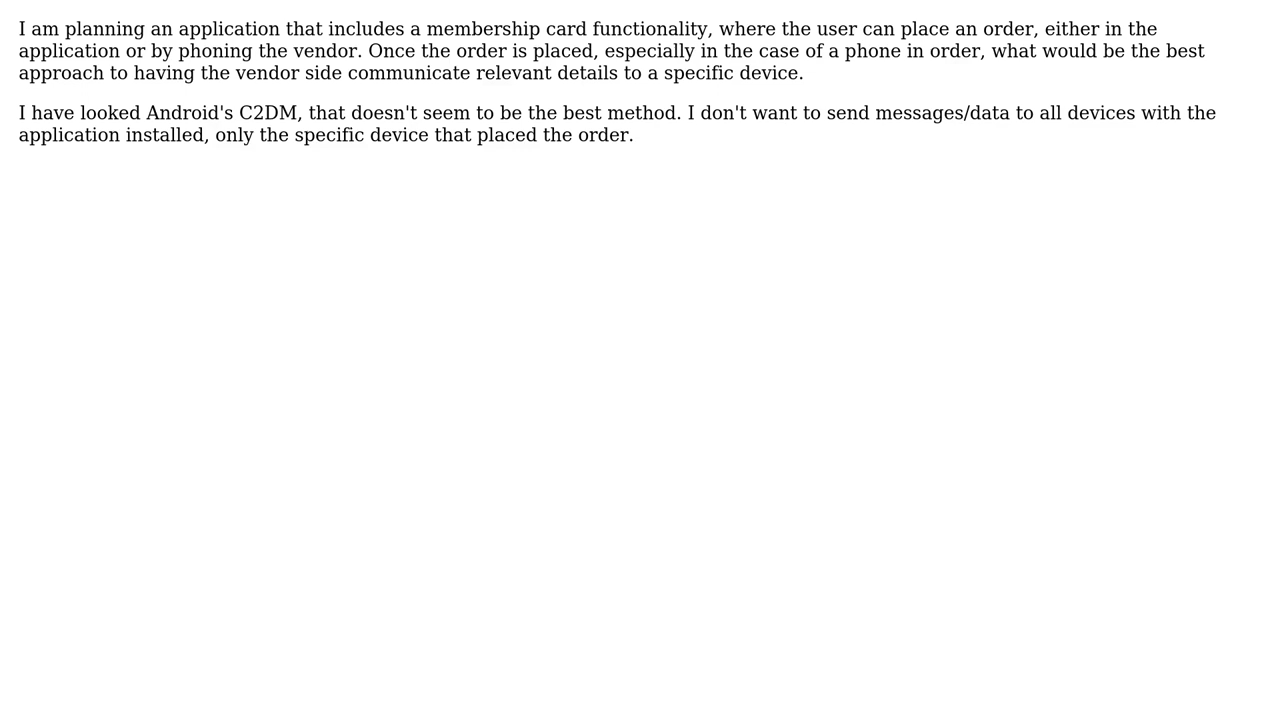 I am planning an application that includes a membership card functionality, where the user can place an order, either in the
application or by phoning the vendor. Once the order is placed, especially in the case of a phone in order, what would be the best
approach to having the vendor side communicate relevant details to a specific device.
I have looked Android's C2DM, that doesn't seem to be the best method. I don't want to send messages/data to all devices with the
application installed, only the specific device that placed the order.